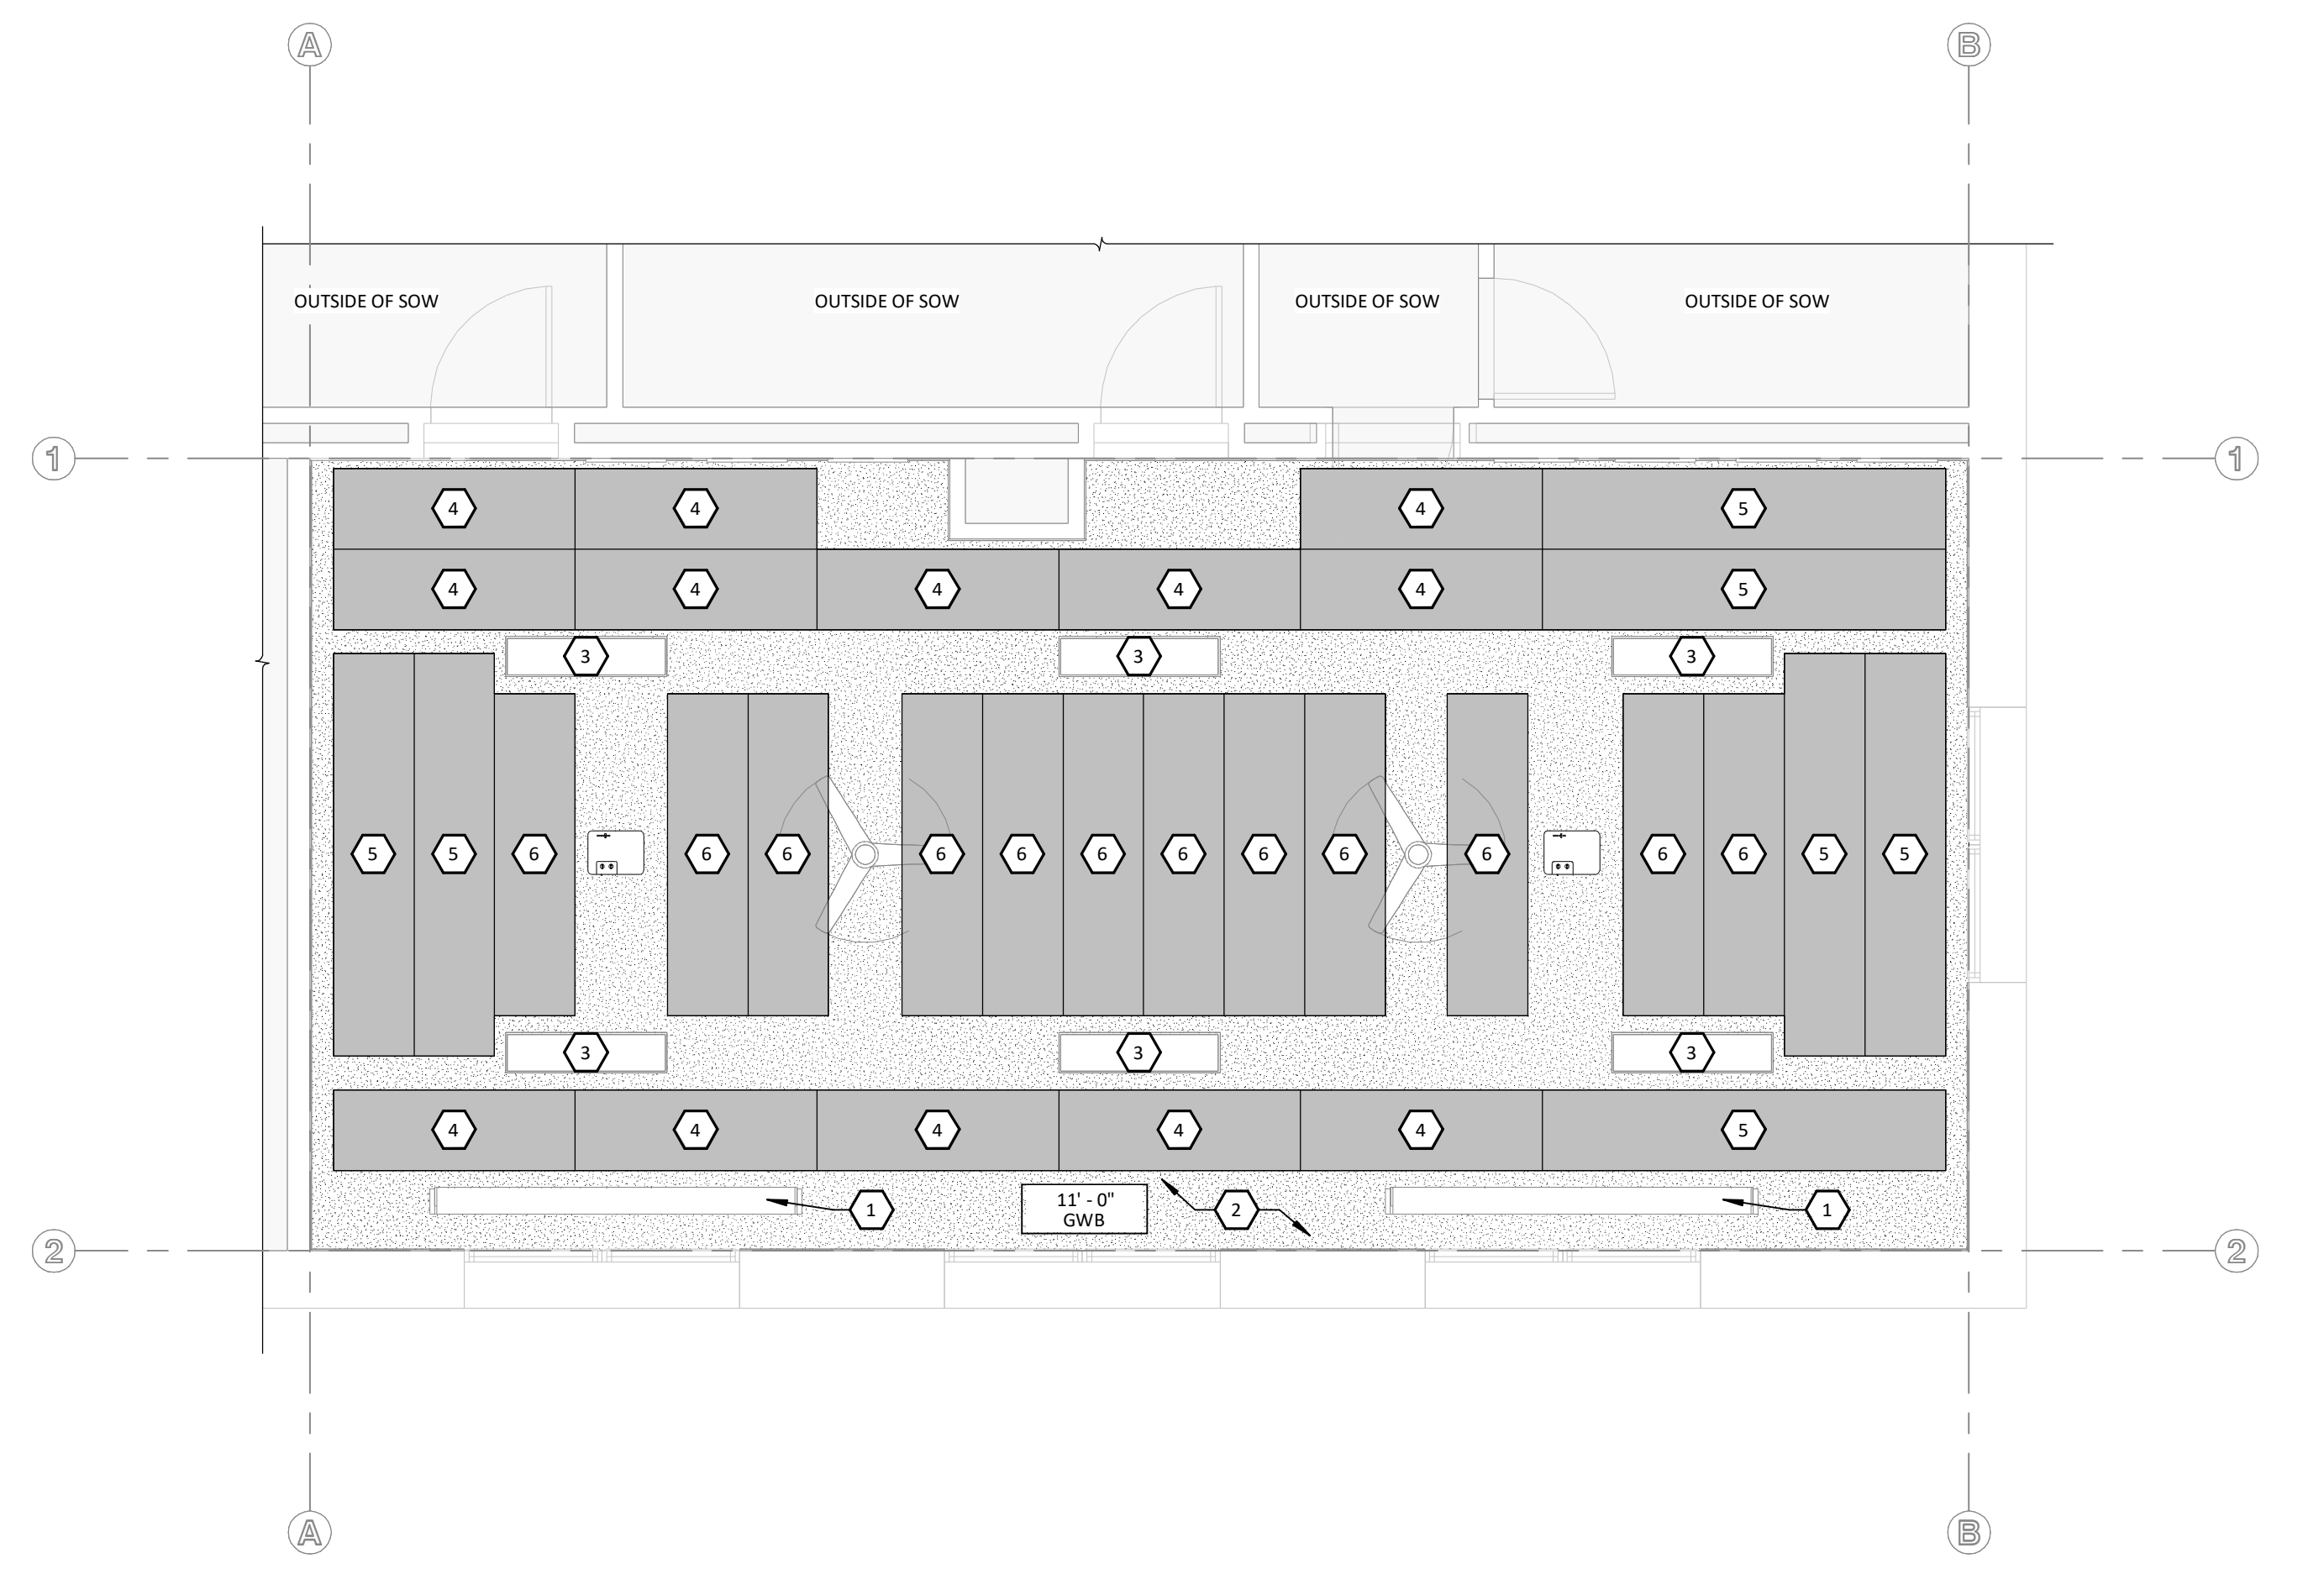 A B
OUTSIDE OF SOW OUTSIDE OF SOW OUTSIDE OF SOW OUTSIDE OF SOW
1 1
4 4 4 5
4 4 4 4 4 5
3 3 3
5 5 6 6 6 6 6 6 6 6 6 6 6 6 5 5
3 3 3
4 4 4 4 4 5
11' - 0"
GWB
1 2 1
2 2
A B